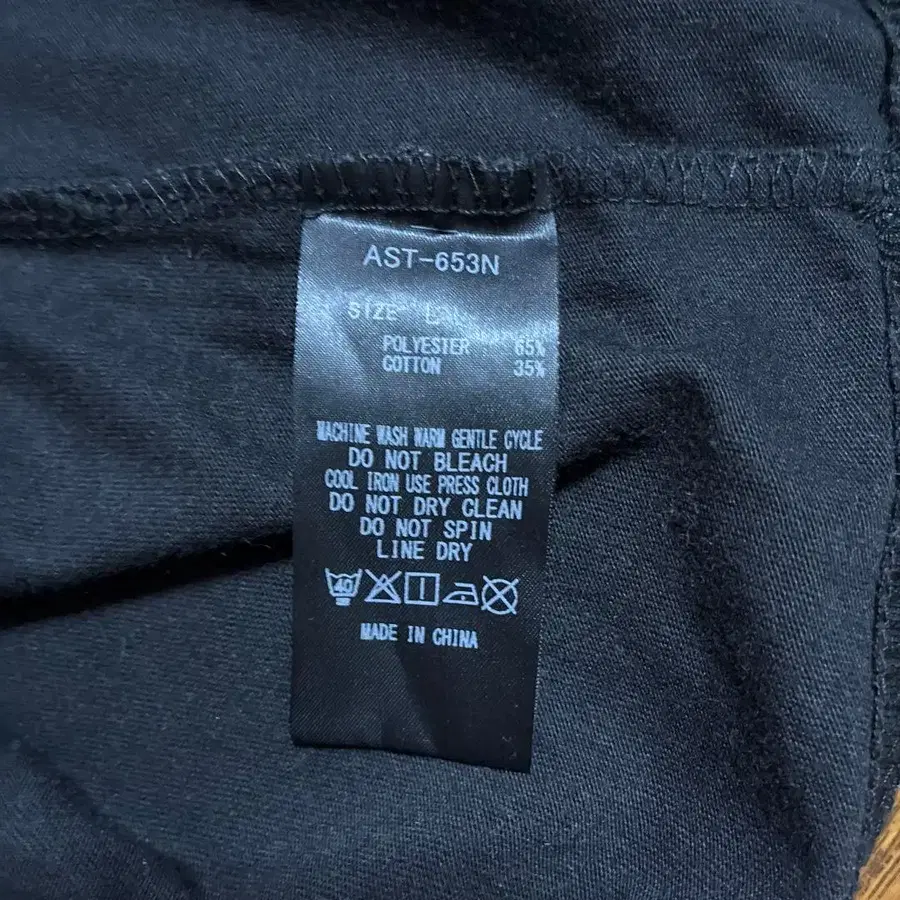 AST-653N
SIZE L
POLYESTER 65%
COTTON 35%
MACHINE WASH WARM GENTLE CYCLE
DO NOT BLEACH
COOL IRON USE PRESS CLOTH
DO NOT DRY CLEAN
DO NOT SPIN
LINE DRY
40
MADE IN CHINA